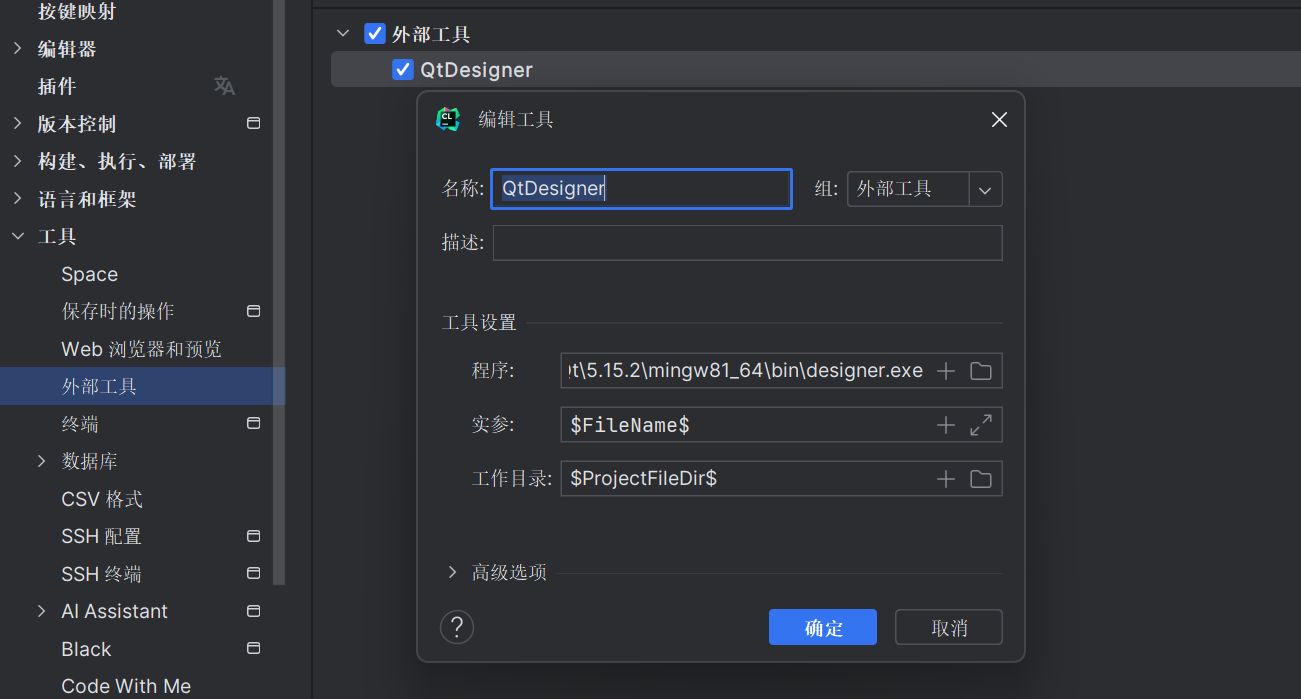 按键映射
编辑器
插件
版本控制
构建、执行、部署
语言和框架
工具
Space
保存时的操作
Web 浏览器和预览
外部工具
终端
数据库
CSV 格式
SSH 配置
SSH 终端
AI Assistant
Black
Code With Me
外部工具
QtDesigner
CL
编辑工具
名称: QtDesigner 组: 外部工具
描述:
工具设置
程序: t\5.15.2\mingw81_64\bin\designer.exe
实参: $FileName$
工作目录: $ProjectFileDir$
高级选项
?
确定 取消